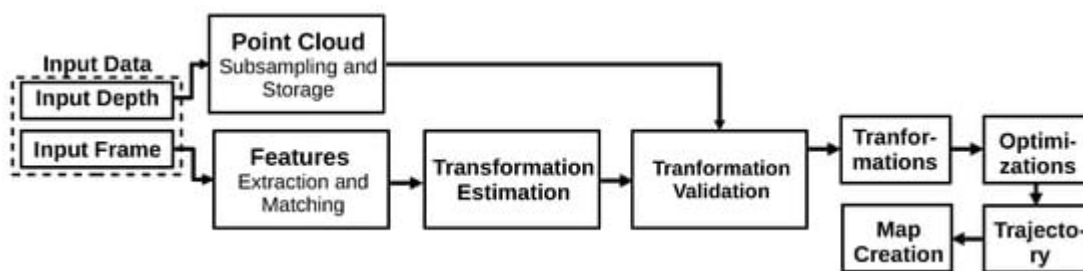 Input Data
Input Depth
Input Frame
Point Cloud
Subsampling and
Storage
Features
Extraction and
Matching
Transformation
Estimation
Tranformation
Validation
Tranfor-
mations
Optimi-
zations
Trajecto-
ry
Map
Creation